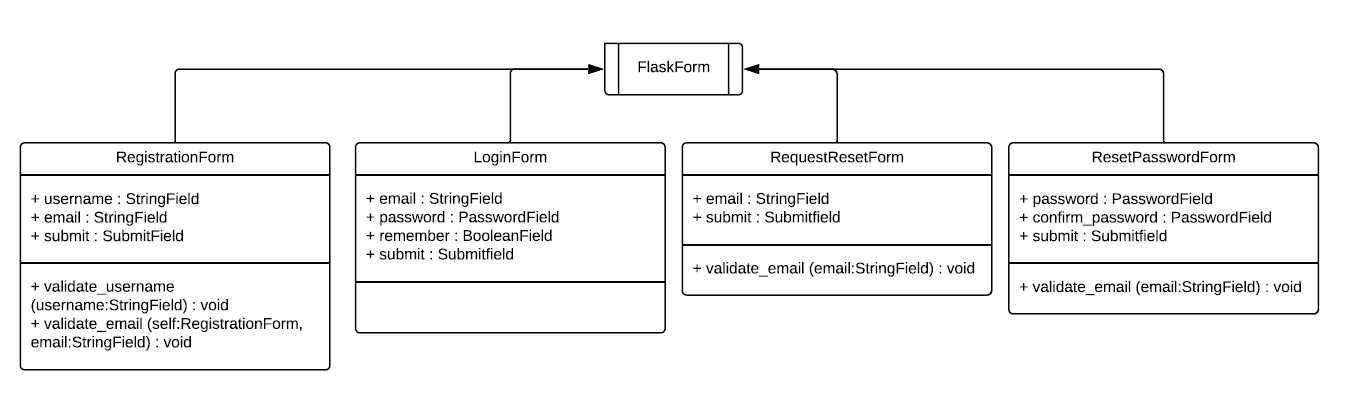 FlaskForm
RegistrationForm
+ username : StringField
+ email : StringField
+ submit : SubmitField
+ validate_username
(username:StringField) : void
+ validate_email (self:RegistrationForm,
email:StringField) : void
LoginForm
+ email : StringField
+ password : PasswordField
+ remember : BooleanField
+ submit : Submitfield
RequestResetForm
+ email : StringField
+ submit : Submitfield
+ validate_email (email:StringField) : void
ResetPasswordForm
+ password : PasswordField
+ confirm_password : PasswordField
+ submit : Submitfield
+ validate_email (email:StringField) : void